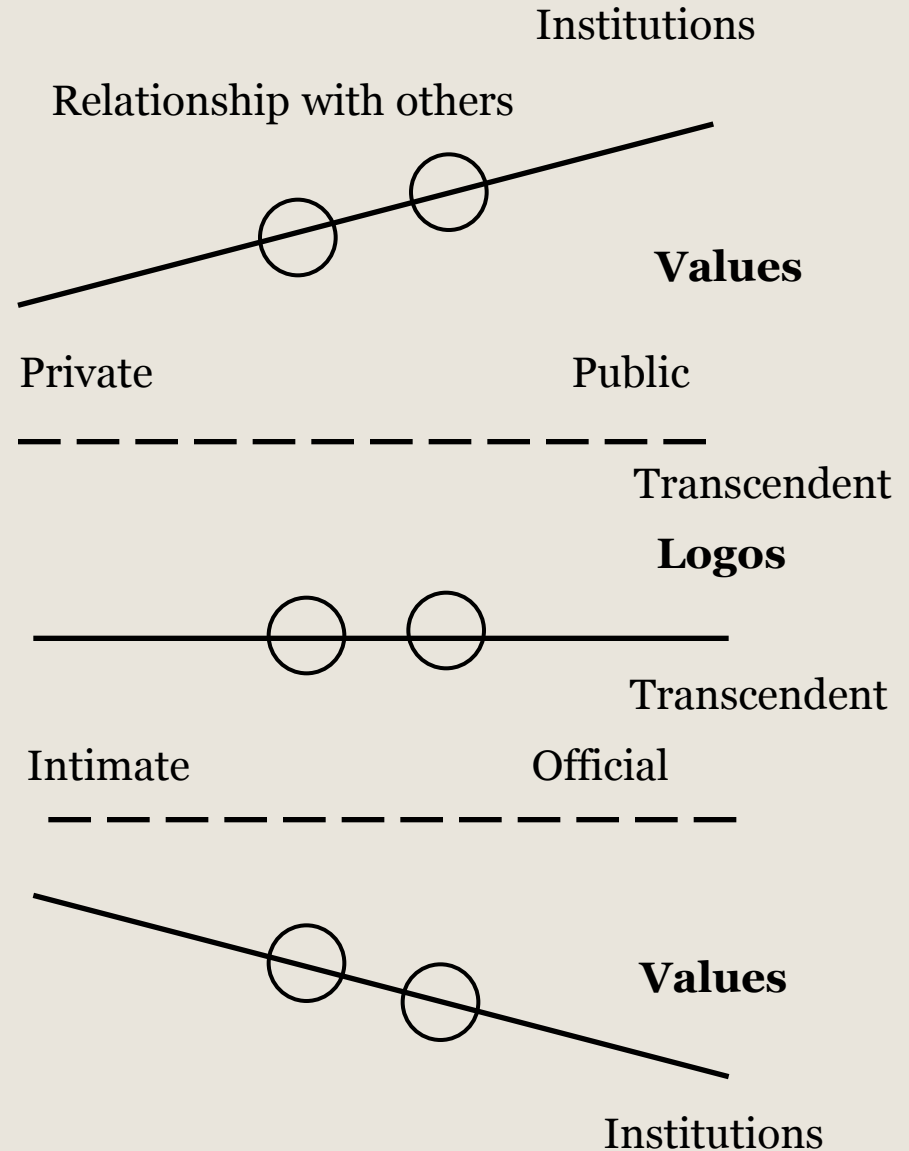 Institutions
Relationship with others
Values
Private Public
Transcendent
Logos
Transcendent
Intimate Official
Values
Institutions